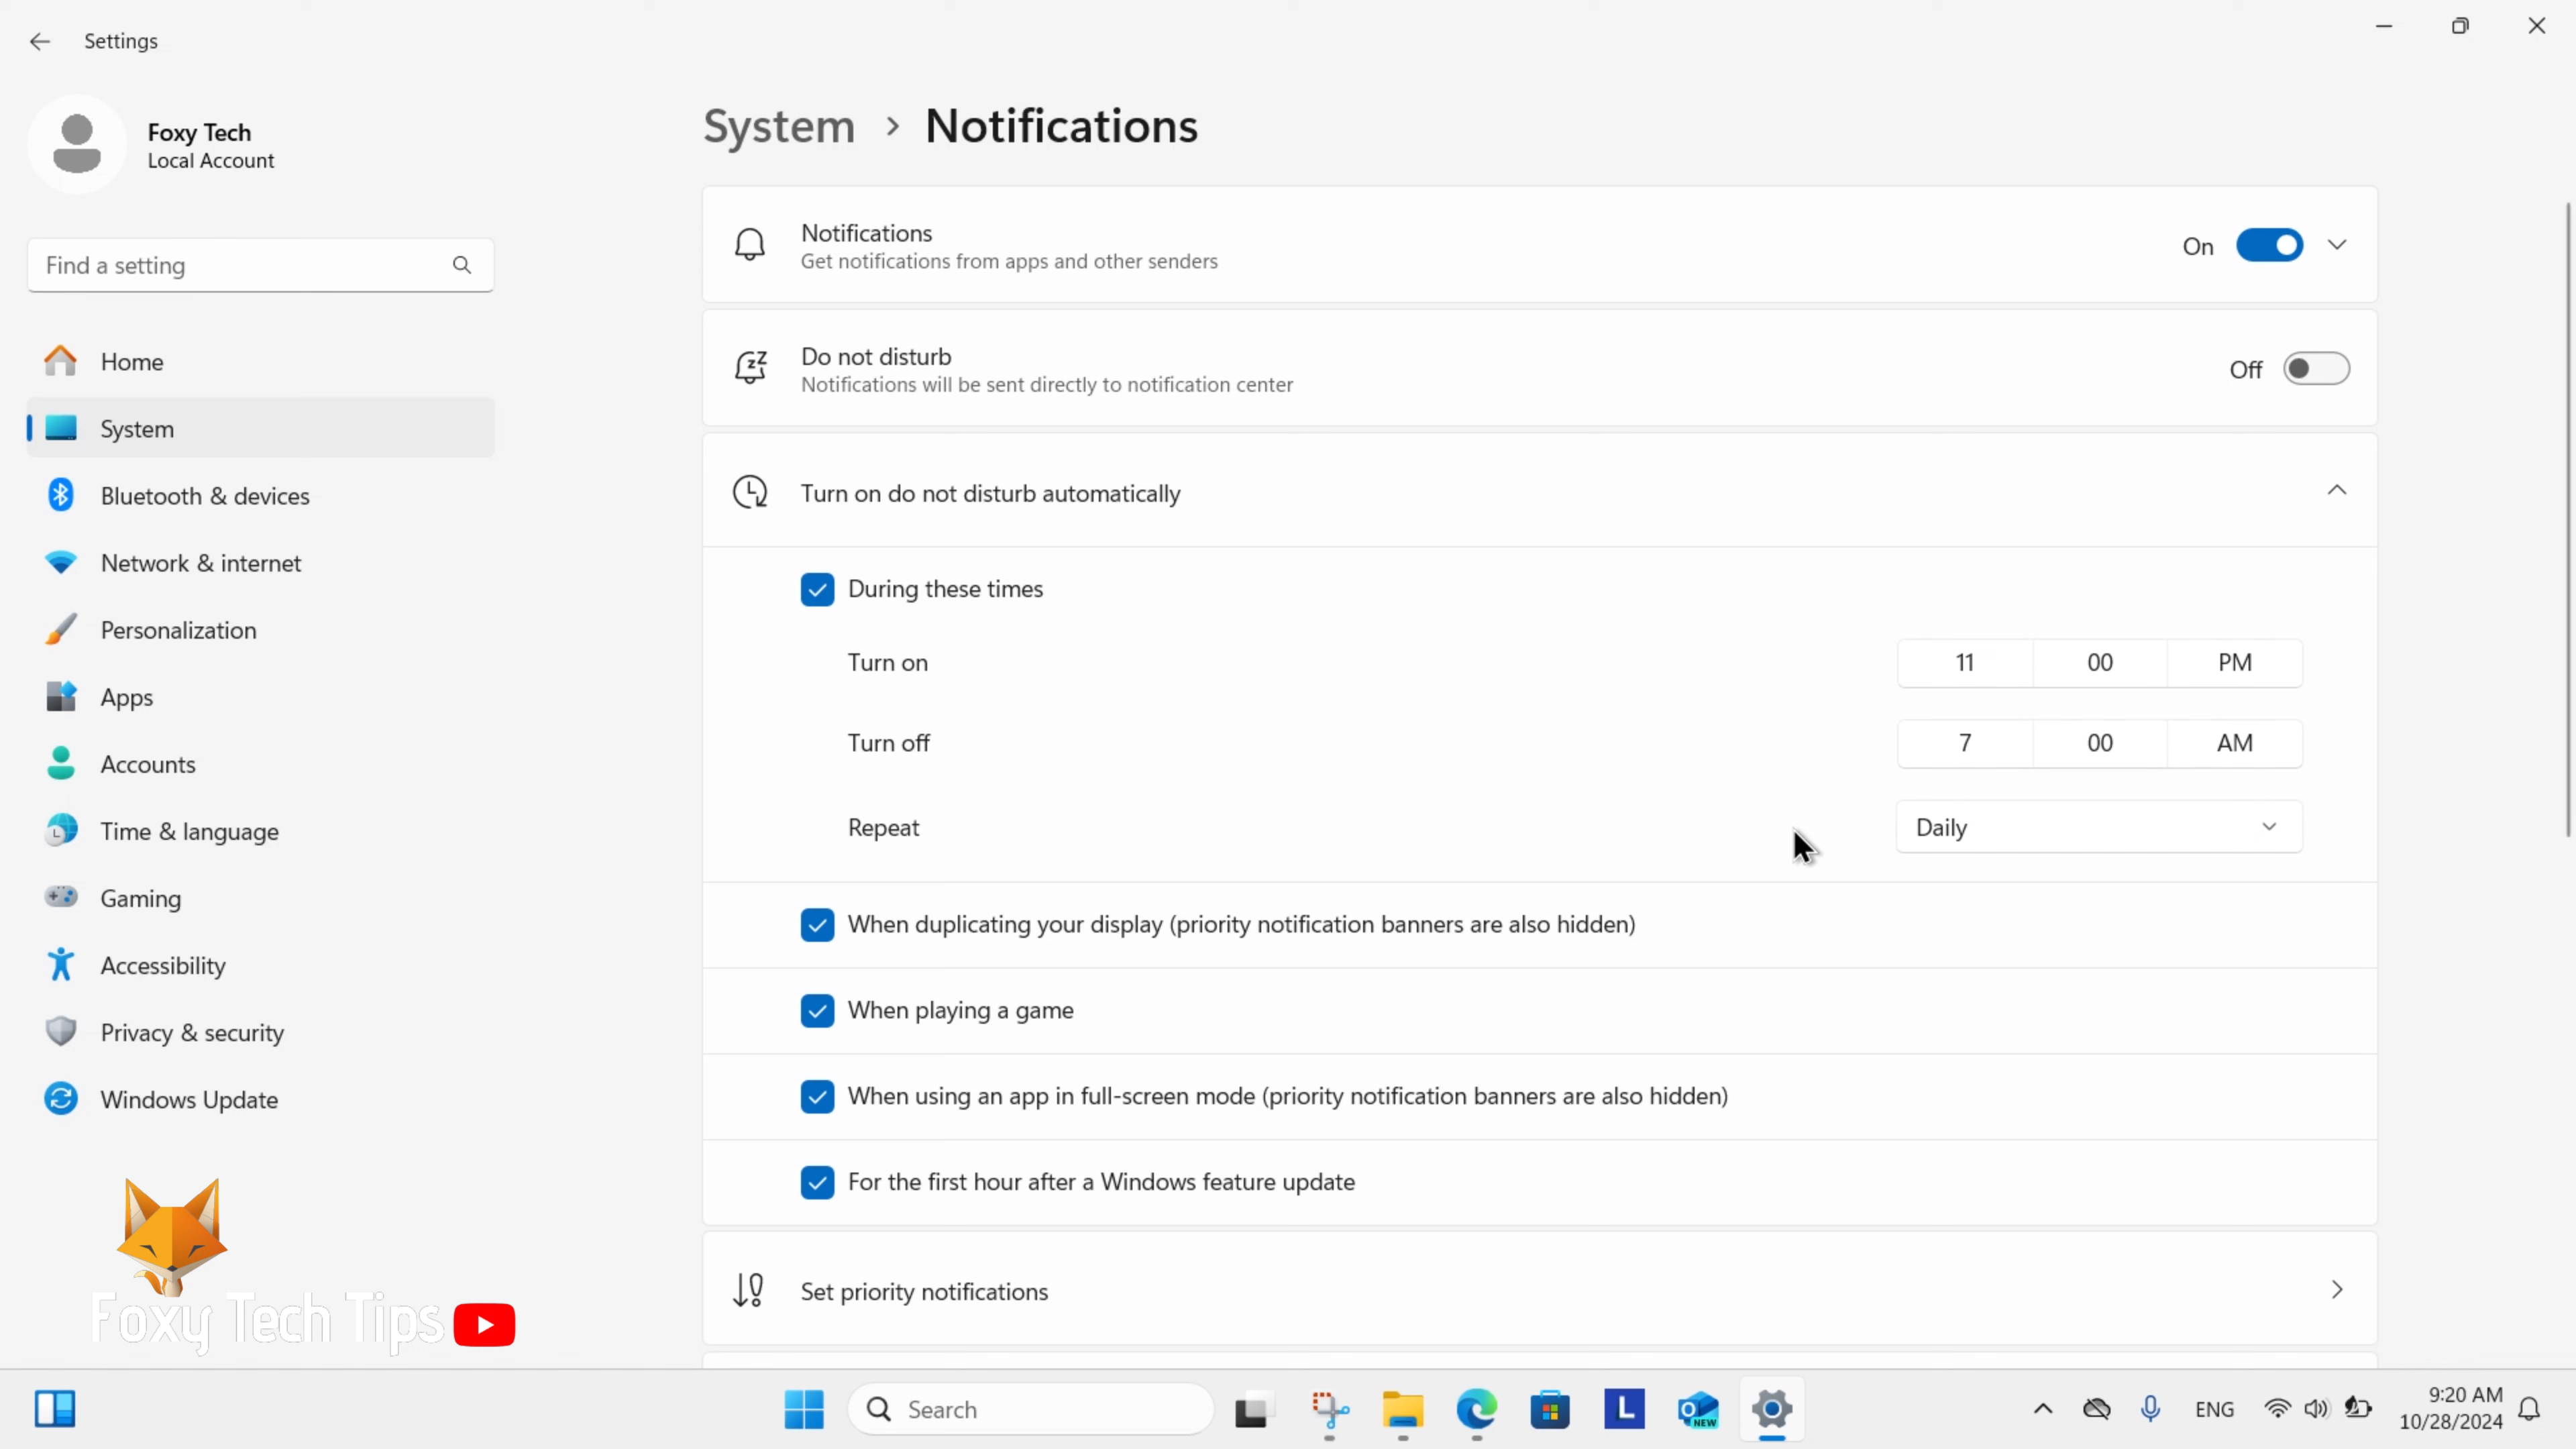 Settings
Foxy Tech
Local Account
Find a setting
Home
System
Bluetooth & devices
Network & internet
Personalization
Apps
Accounts
Time & language
Gaming
Accessibility
Privacy & security
Windows Update
Foxy Tech Tips
System > Notifications
Notifications
Get notifications from apps and other senders
On
Do not disturb
Notifications will be sent directly to notification center
Off
Turn on do not disturb automatically
During these times
Turn on 11 00 PM
Turn off 7 00 AM
Repeat Daily
When duplicating your display (priority notification banners are also hidden)
When playing a game
When using an app in full-screen mode (priority notification banners are also hidden)
For the first hour after a Windows feature update
Set priority notifications
Search
L
O
NEW
ENG
9:20 AM
10/28/2024